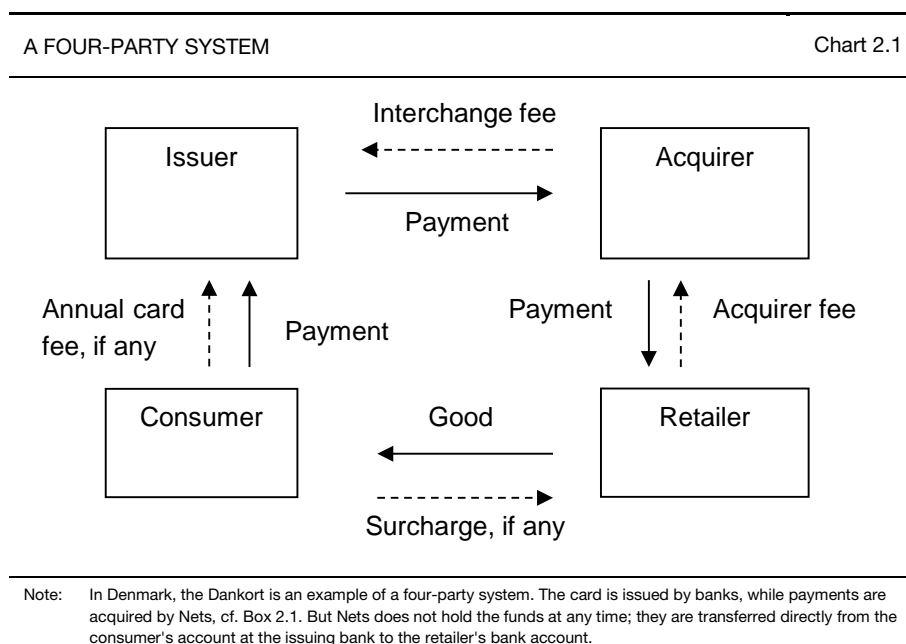 A FOUR-PARTY SYSTEM
Chart 2.1
Interchange fee
Issuer
Acquirer
Payment
Annual card
fee, if any
Payment
Payment
Acquirer fee
Consumer
Good
Retailer
Surcharge, if any
Note: In Denmark, the Dankort is an example of a four-party system. The card is issued by banks, while payments are
acquired by Nets, cf. Box 2.1. But Nets does not hold the funds at any time; they are transferred directly from the
consumer's account at the issuing bank to the retailer's bank account.